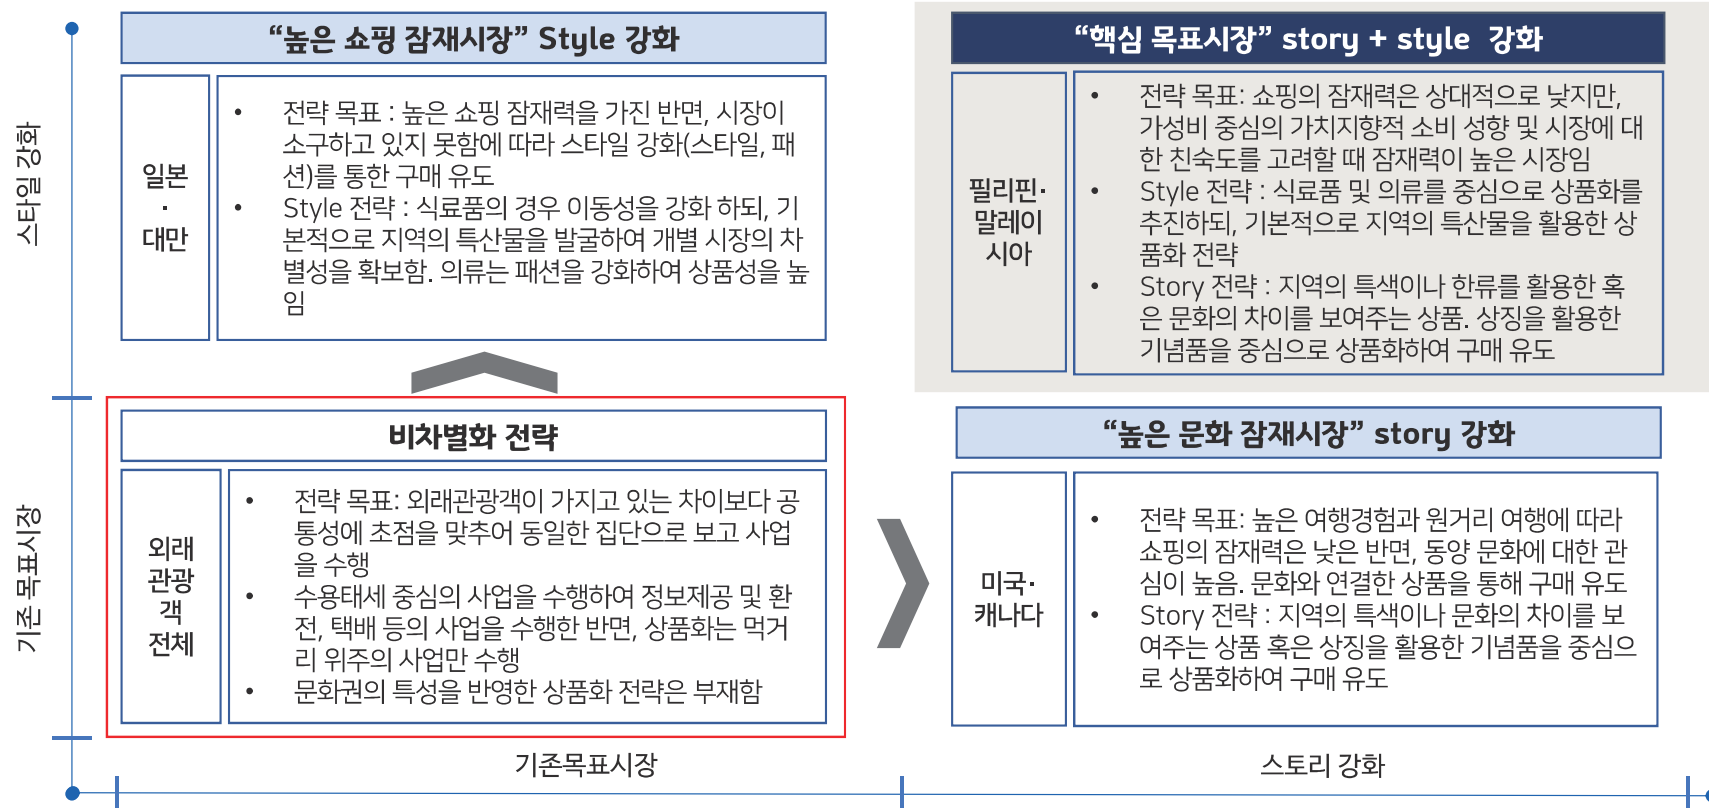 스타일 강화
기존 목표시장
“높은 쇼핑 잠재시장” Style 강화
일본
·
대만
• 전략 목표 : 높은 쇼핑 잠재력을 가진 반면, 시장이
소구하고 있지 못함에 따라 스타일 강화(스타일, 패
션)를 통한 구매 유도
• Style 전략 : 식료품의 경우 이동성을 강화 하되, 기
본적으로 지역의 특산물을 발굴하여 개별 시장의 차
별성을 확보함. 의류는 패션을 강화하여 상품성을 높
임
“핵심 목표시장” story + style 강화
필리핀·
말레이
시아
• 전략 목표: 쇼핑의 잠재력은 상대적으로 낮지만,
가성비 중심의 가치지향적 소비 성향 및 시장에 대
한 친숙도를 고려할 때 잠재력이 높은 시장임
• Style 전략 : 식료품 및 의류를 중심으로 상품화를
추진하되, 기본적으로 지역의 특산물을 활용한 상
품화 전략
• Story 전략 : 지역의 특색이나 한류를 활용한 혹
은 문화의 차이를 보여주는 상품. 상징을 활용한
기념품을 중심으로 상품화하여 구매 유도
비차별화 전략
외래
관광
객
전체
• 전략 목표: 외래관광객이 가지고 있는 차이보다 공
통성에 초점을 맞추어 동일한 집단으로 보고 사업
을 수행
• 수용태세 중심의 사업을 수행하여 정보제공 및 환
전, 택배 등의 사업을 수행한 반면, 상품화는 먹거
리 위주의 사업만 수행
• 문화권의 특성을 반영한 상품화 전략은 부재함
“높은 문화 잠재시장” story 강화
미국·
캐나다
• 전략 목표: 높은 여행경험과 원거리 여행에 따라
쇼핑의 잠재력은 낮은 반면, 동양 문화에 대한 관
심이 높음. 문화와 연결한 상품을 통해 구매 유도
• Story 전략 : 지역의 특색이나 문화의 차이를 보
여주는 상품 혹은 상징을 활용한 기념품을 중심으
로 상품화하여 구매 유도
기존목표시장
스토리 강화